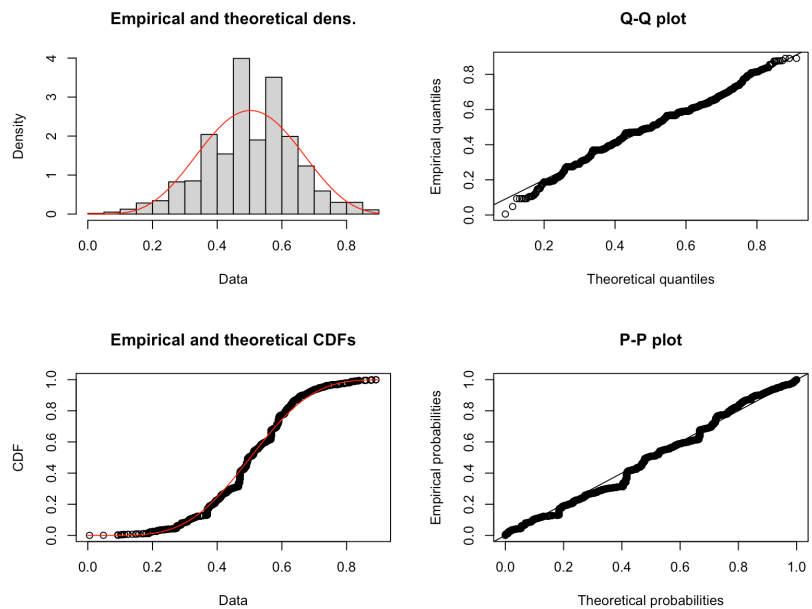 Empirical and theoretical dens.
Density
0 1 2 3 4
0.0 0.2 0.4 0.6 0.8
Data
Q-Q plot
Empirical quantiles
0.0 0.2 0.4 0.6 0.8
0.2 0.4 0.6 0.8
Theoretical quantiles
Empirical and theoretical CDFs
CDF
0.0 0.2 0.4 0.6 0.8 1.0
0.0 0.2 0.4 0.6 0.8
Data
P-P plot
Empirical probabilities
0.0 0.2 0.4 0.6 0.8 1.0
0.0 0.2 0.4 0.6 0.8 1.0
Theoretical probabilities